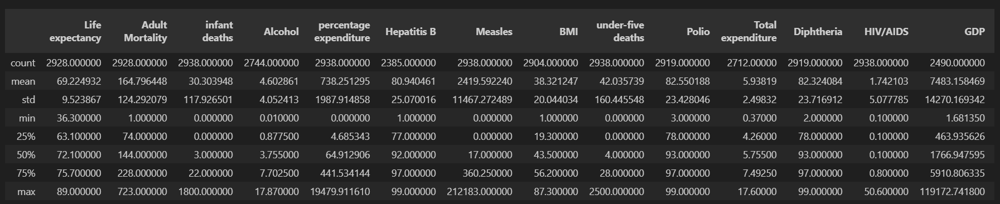 Life expectancy Adult Mortality infant deaths Alcohol percentage expenditure Hepatitis B Measles BMI under-five deaths Polio Total expenditure Diphtheria HIV/AIDS GDP
count 2928.000000 2928.000000 2938.000000 2744.000000 2938.000000 2385.000000 2938.000000 2904.000000 2938.000000 2919.000000 2712.00000 2919.000000 2938.000000 2490.000000
mean 69.224932 164.796448 30.303948 4.602861 738.251295 80.940461 2419.592240 38.321247 42.035739 82.550188 5.93819 82.324084 1.742103 7483.158469
std 9.523867 124.292079 117.926501 4.052413 1987.914858 25.070016 11467.272489 20.044034 160.445548 23.428046 2.49832 23.716912 5.077785 14270.169342
min 36.300000 1.000000 0.000000 0.010000 0.000000 1.000000 0.000000 1.000000 0.000000 3.000000 0.37000 2.000000 0.100000 1.681350
25% 63.100000 74.000000 0.000000 0.877500 4.685343 77.000000 0.000000 19.300000 0.000000 78.000000 4.26000 78.000000 0.100000 463.935626
50% 72.100000 144.000000 3.000000 3.755000 64.912906 92.000000 17.000000 43.500000 4.000000 93.000000 5.75500 93.000000 0.100000 1766.947595
75% 75.700000 228.000000 22.000000 7.702500 441.534144 97.000000 360.250000 56.200000 28.000000 97.000000 7.49250 97.000000 0.800000 5910.806335
max 89.000000 723.000000 1800.000000 17.870000 19479.911610 99.000000 212183.000000 87.300000 2500.000000 99.000000 17.60000 99.000000 50.600000 119172.741800